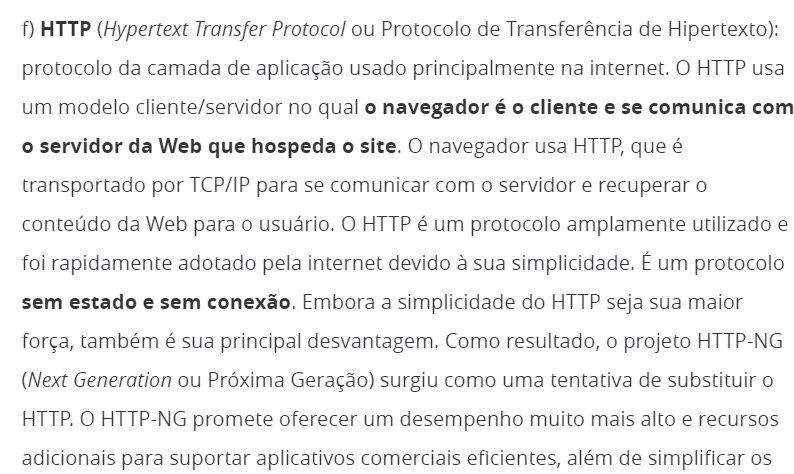 f) HTTP (Hypertext Transfer Protocol ou Protocolo de Transferência de Hipertexto):
protocolo da camada de aplicação usado principalmente na internet. O HTTP usa
um modelo cliente/servidor no qual o navegador é o cliente e se comunica com
o servidor da Web que hospeda o site. O navegador usa HTTP, que é
transportado por TCP/IP para se comunicar com o servidor e recuperar o
conteúdo da Web para o usuário. O HTTP é um protocolo amplamente utilizado e
foi rapidamente adotado pela internet devido à sua simplicidade. É um protocolo
sem estado e sem conexão. Embora a simplicidade do HTTP seja sua maior
força, também é sua principal desvantagem. Como resultado, o projeto HTTP-NG
(Next Generation ou Próxima Geração) surgiu como uma tentativa de substituir o
HTTP. O HTTP-NG promete oferecer um desempenho muito mais alto e recursos
adicionais para suportar aplicativos comerciais eficientes, além de simplificar os